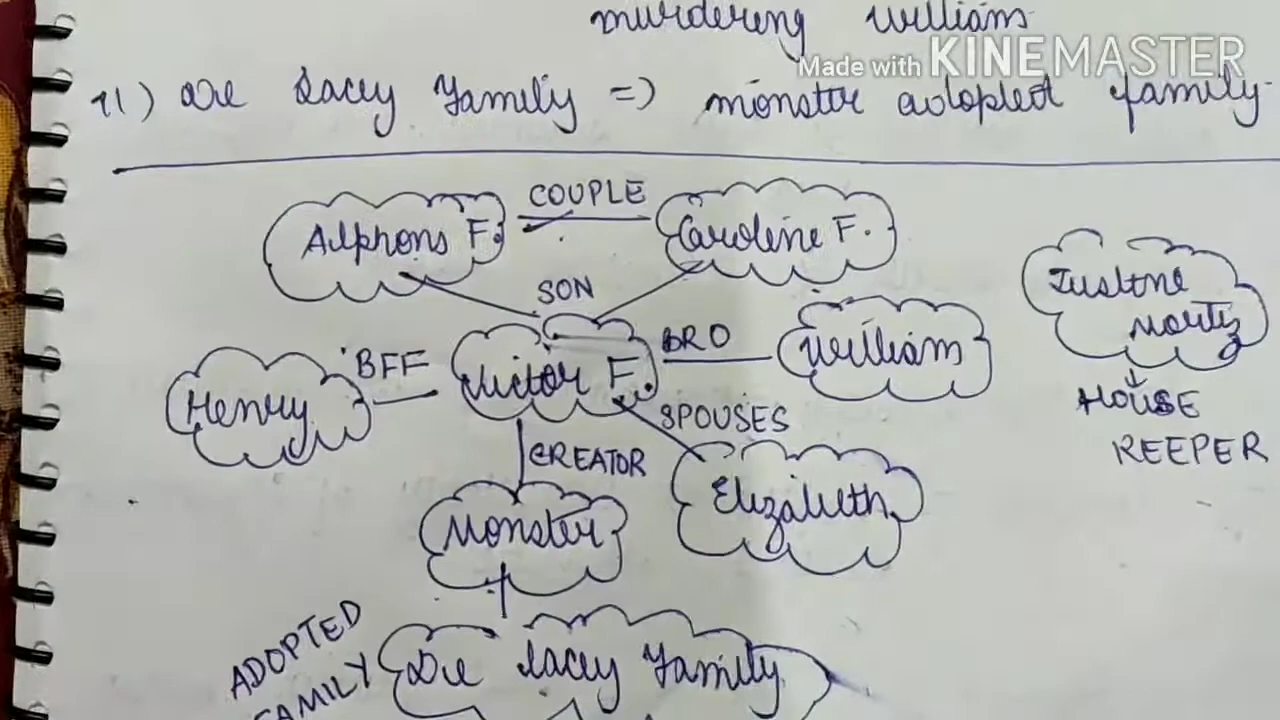 murdering william
Made with KINEMASTER
11) De Lacey Family => monster adopted family
COUPLE
Alphons F.
Caroline F.
SON
Justine
Moritz
HOUSE
KEEPER
BFF
Henry
Victor F.
BRO
William
SPOUSES
CREATOR
Elizabeth
Monster
ADOPTED
FAMILY
De Lacey Family